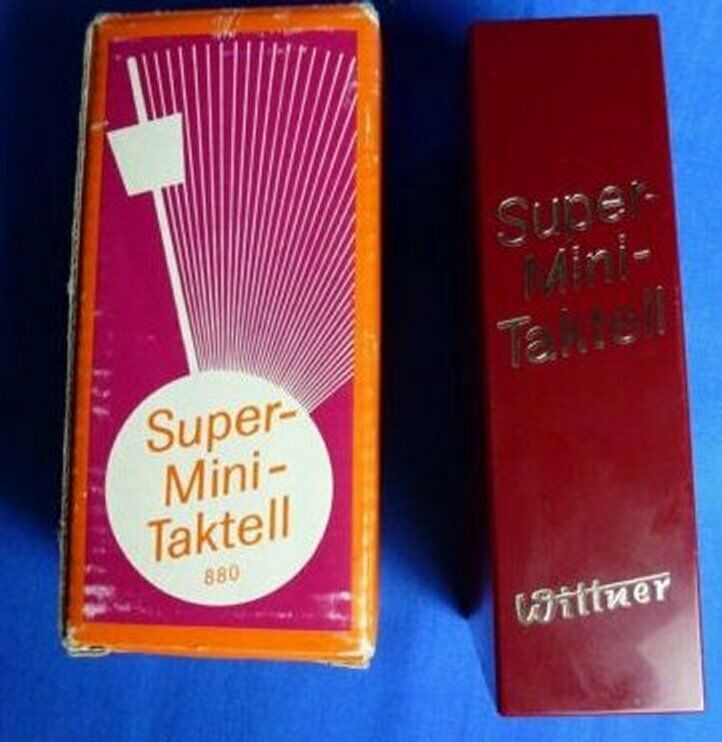 Super-
Mini-
Taktell
880
Super-
Mini-
Taktell
Wittner